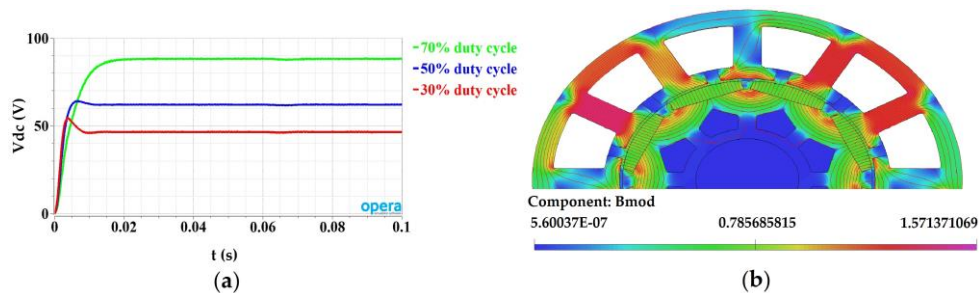 100
-70% duty cycle
-50% duty cycle
-30% duty cycle
Vdc (V)
50
0
opera
0 0.02 0.04 0.06 0.08 0.1
t (s)
(a)
Component: Bmod
5.60037E-07 0.785685815 1.571371069
(b)